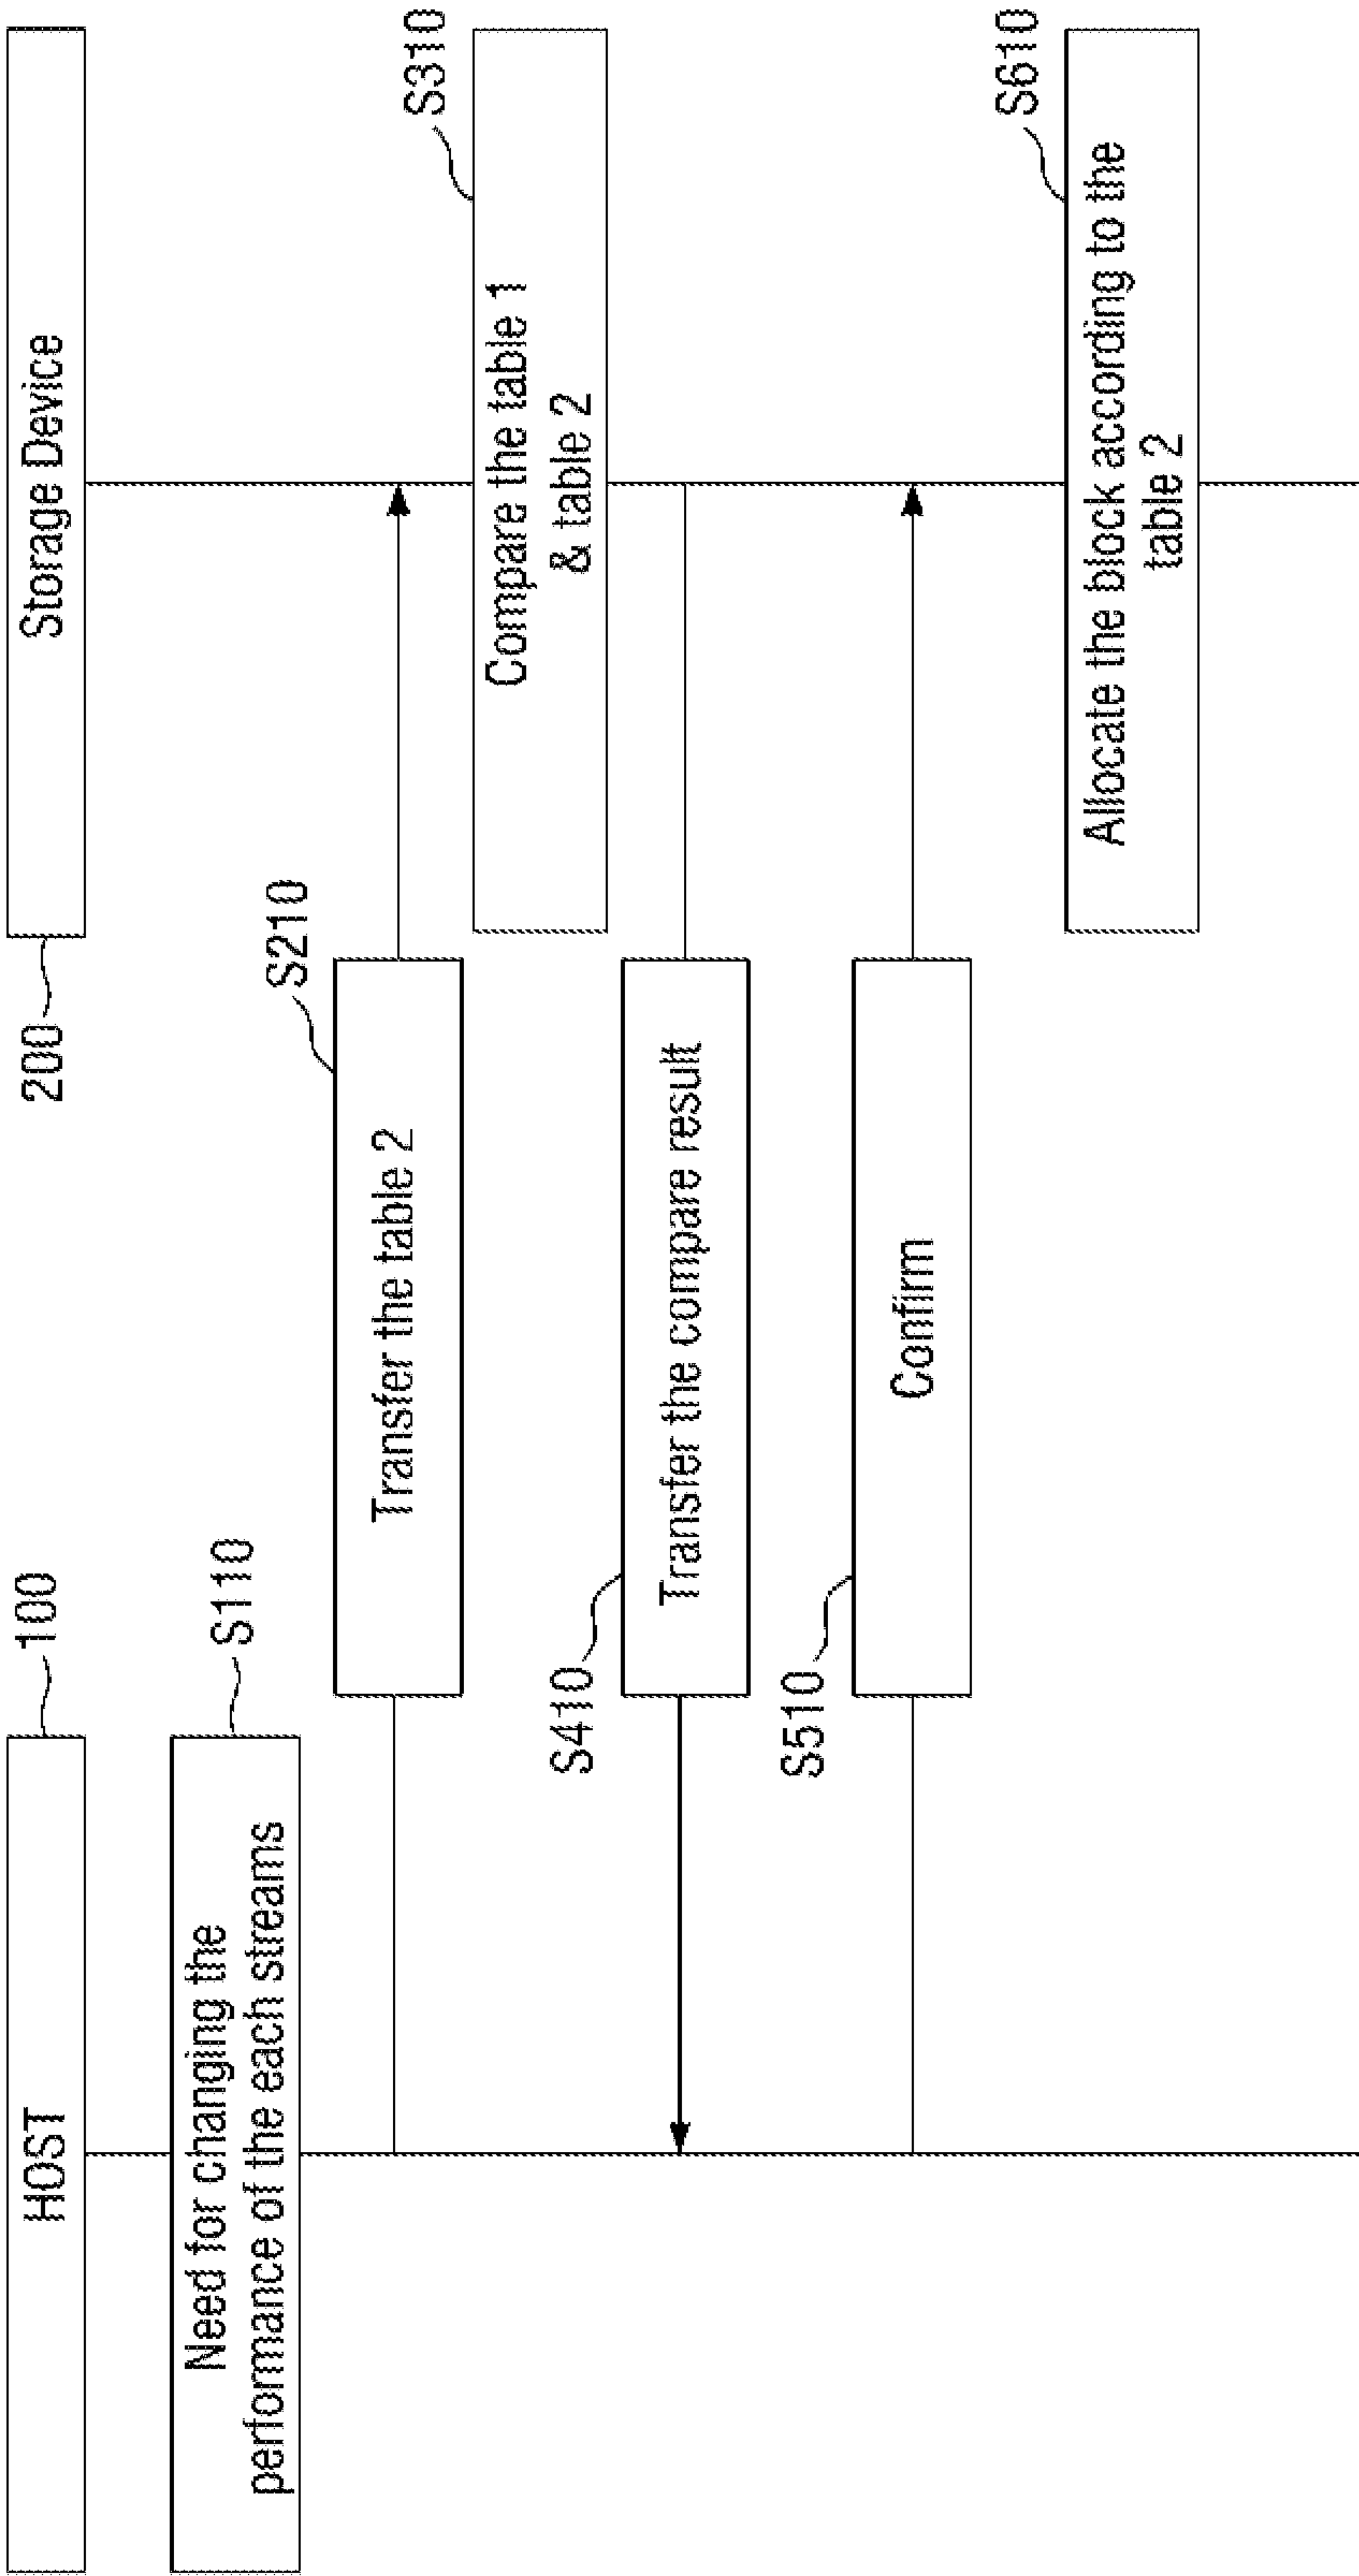 HOST
100
200
Storage Device
Need for changing the
performance of the each streams
S110
Transfer the table 2
S210
Compare the table 1
& table 2
S310
S410
Transfer the compare result
S510
Confirm
Allocate the block according to the
table 2
S610